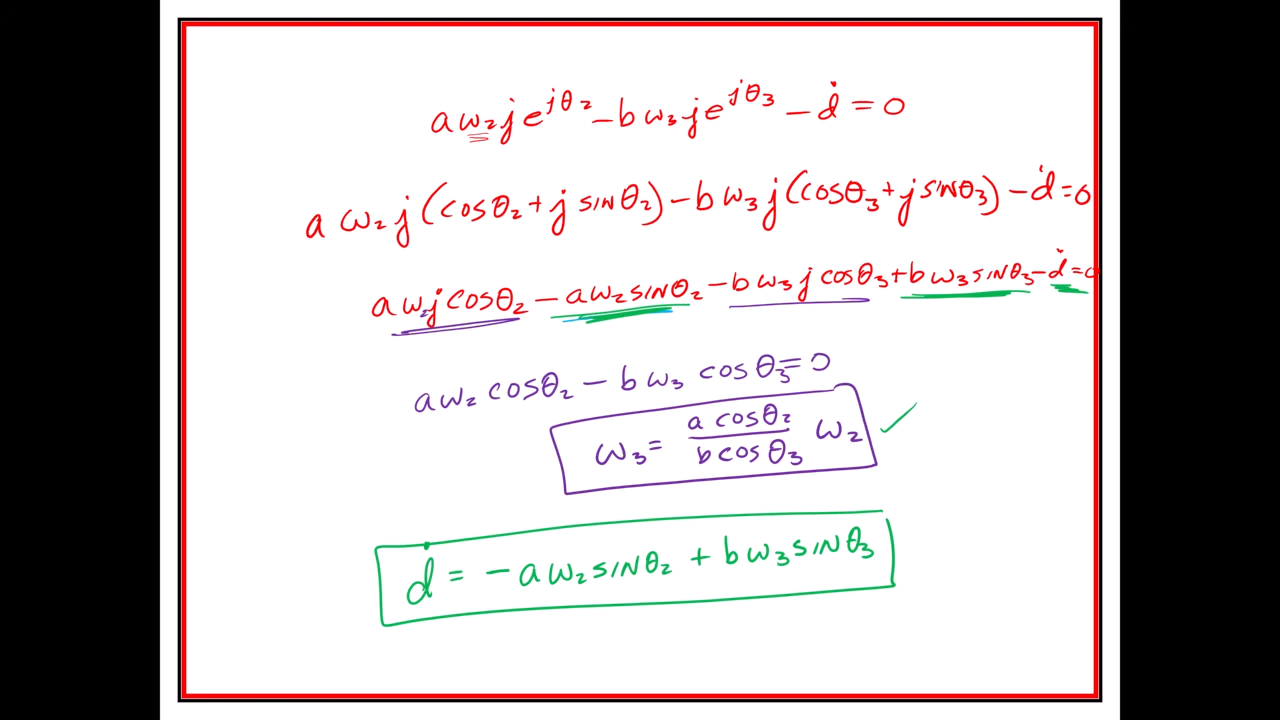 aω₂je^{jθ₂} – bω₃je^{jθ₃} – ḋ = 0
aω₂j(cosθ₂ + j sinθ₂) – bω₃j(cosθ₃ + j sinθ₃) – ḋ = 0
aω₂j cosθ₂ – aω₂ sinθ₂ – bω₃j cosθ₃ + bω₃ sinθ₃ – ḋ = 0
aω₂ cosθ₂ – bω₃ cosθ₃ = 0
ω₃ = \frac{a cosθ₂}{b cosθ₃} ω₂ ✓
ḋ = – aω₂ sinθ₂ + bω₃ sinθ₃